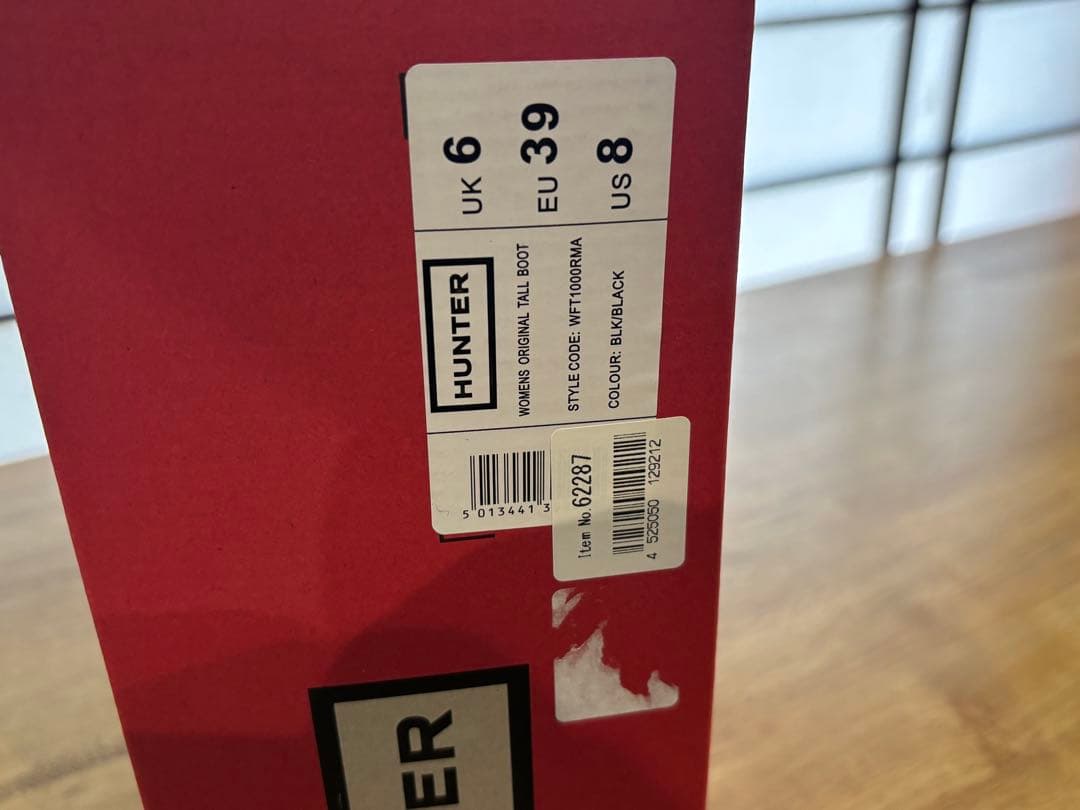 UK 6
EU 39
US 8
HUNTER
WOMENS ORIGINAL TALL BOOT
STYLE CODE: WFT1000RMA
COLOUR: BLK/BLACK
5 013441 3
Item No. 62287
4 525050 129212
ER